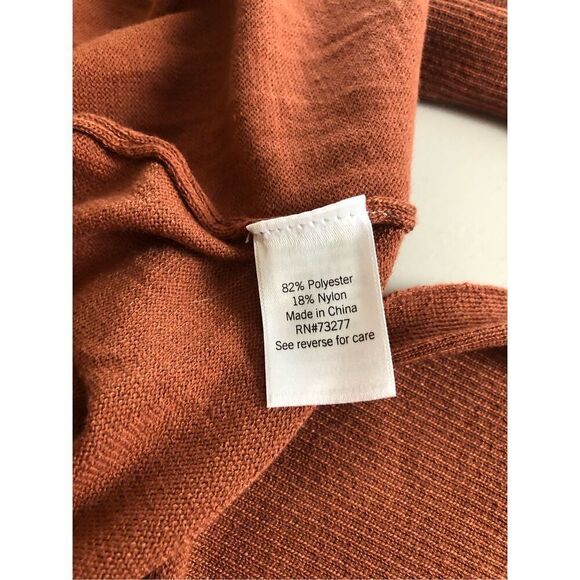 82% Polyester
18% Nylon
Made in China
RN#73277
See reverse for care